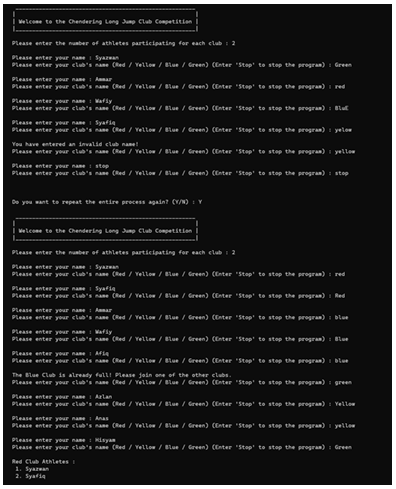 Welcome to the Chendering Long Jump Club Competition
Please enter the number of athletes participating for each club : 2
Please enter your name : Syazwan
Please enter your club's name (Red / Yellow / Blue / Green) (Enter 'Stop' to stop the program) : Green
Please enter your name : Ammar
Please enter your club's name (Red / Yellow / Blue / Green) (Enter 'Stop' to stop the program) : red
Please enter your name : Wafiy
Please enter your club's name (Red / Yellow / Blue / Green) (Enter 'Stop' to stop the program) : BluE
Please enter your name : Syafiq
Please enter your club's name (Red / Yellow / Blue / Green) (Enter 'Stop' to stop the program) : yelow
You have entered an invalid club name!
Please enter your club's name (Red / Yellow / Blue / Green) (Enter 'Stop' to stop the program) : yellow
Please enter your name : stop
Please enter your club's name (Red / Yellow / Blue / Green) (Enter 'Stop' to stop the program) : stop
Do you want to repeat the entire process again? (Y/N) : Y
Welcome to the Chendering Long Jump Club Competition
Please enter the number of athletes participating for each club : 2
Please enter your name : Syazwan
Please enter your club's name (Red / Yellow / Blue / Green) (Enter 'Stop' to stop the program) : red
Please enter your name : Syafiq
Please enter your club's name (Red / Yellow / Blue / Green) (Enter 'Stop' to stop the program) : Red
Please enter your name : Ammar
Please enter your club's name (Red / Yellow / Blue / Green) (Enter 'Stop' to stop the program) : blue
Please enter your name : Wafiy
Please enter your club's name (Red / Yellow / Blue / Green) (Enter 'Stop' to stop the program) : Blue
Please enter your name : Afiq
Please enter your club's name (Red / Yellow / Blue / Green) (Enter 'Stop' to stop the program) : blue
The Blue Club is already full! Please join one of the other clubs.
Please enter your club's name (Red / Yellow / Blue / Green) (Enter 'Stop' to stop the program) : green
Please enter your name : Azlan
Please enter your club's name (Red / Yellow / Blue / Green) (Enter 'Stop' to stop the program) : Yellow
Please enter your name : Anas
Please enter your club's name (Red / Yellow / Blue / Green) (Enter 'Stop' to stop the program) : yellow
Please enter your name : Hisyam
Please enter your club's name (Red / Yellow / Blue / Green) (Enter 'Stop' to stop the program) : Green
Red Club Athletes :
1. Syazwan
2. Syafiq